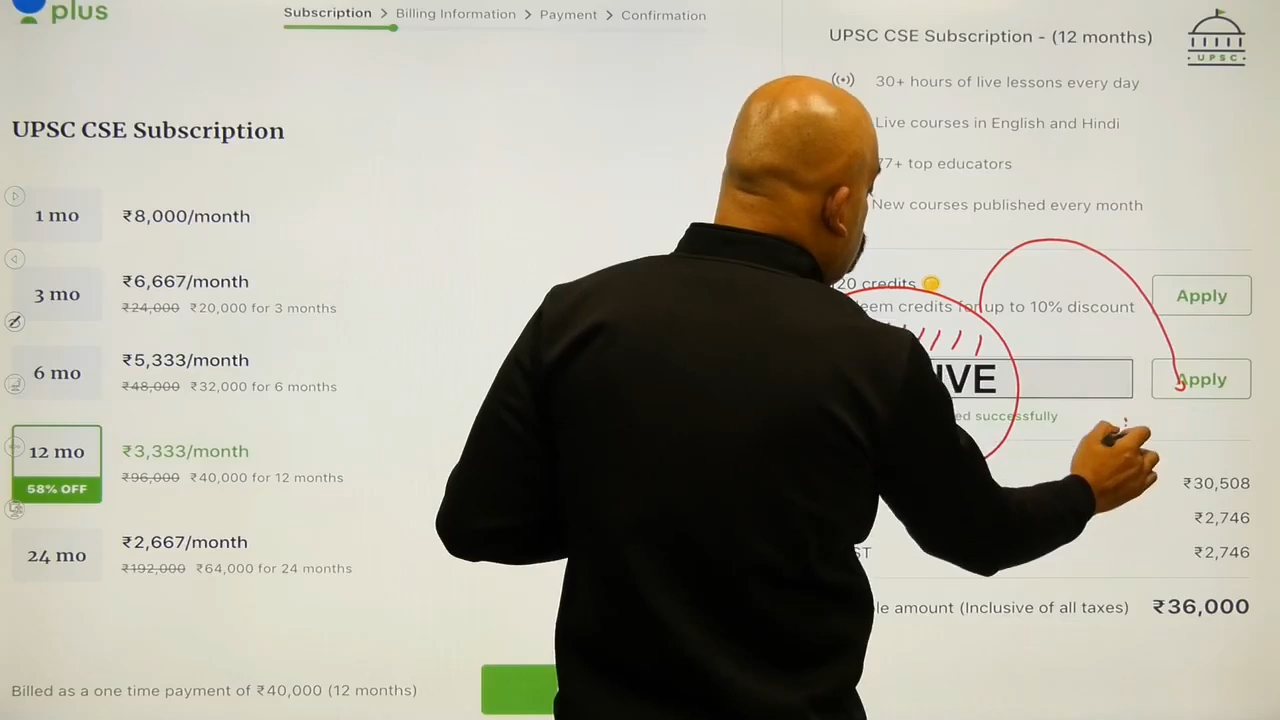 plus
Subscription > Billing Information > Payment > Confirmation
UPSC CSE Subscription
1 mo
₹8,000/month
3 mo
₹6,667/month
₹24,000 ₹20,000 for 3 months
6 mo
₹5,333/month
₹48,000 ₹32,000 for 6 months
12 mo
58% OFF
₹3,333/month
₹96,000 ₹40,000 for 12 months
24 mo
₹2,667/month
₹192,000 ₹64,000 for 24 months
Billed as a one time payment of ₹40,000 (12 months)
UPSC CSE Subscription - (12 months)
UPSC
30+ hours of live lessons every day
Live courses in English and Hindi
77+ top educators
New courses published every month
20 credits
credits for up to 10% discount
Apply
Apply
successfully
₹30,508
₹2,746
₹2,746
amount (Inclusive of all taxes) ₹36,000